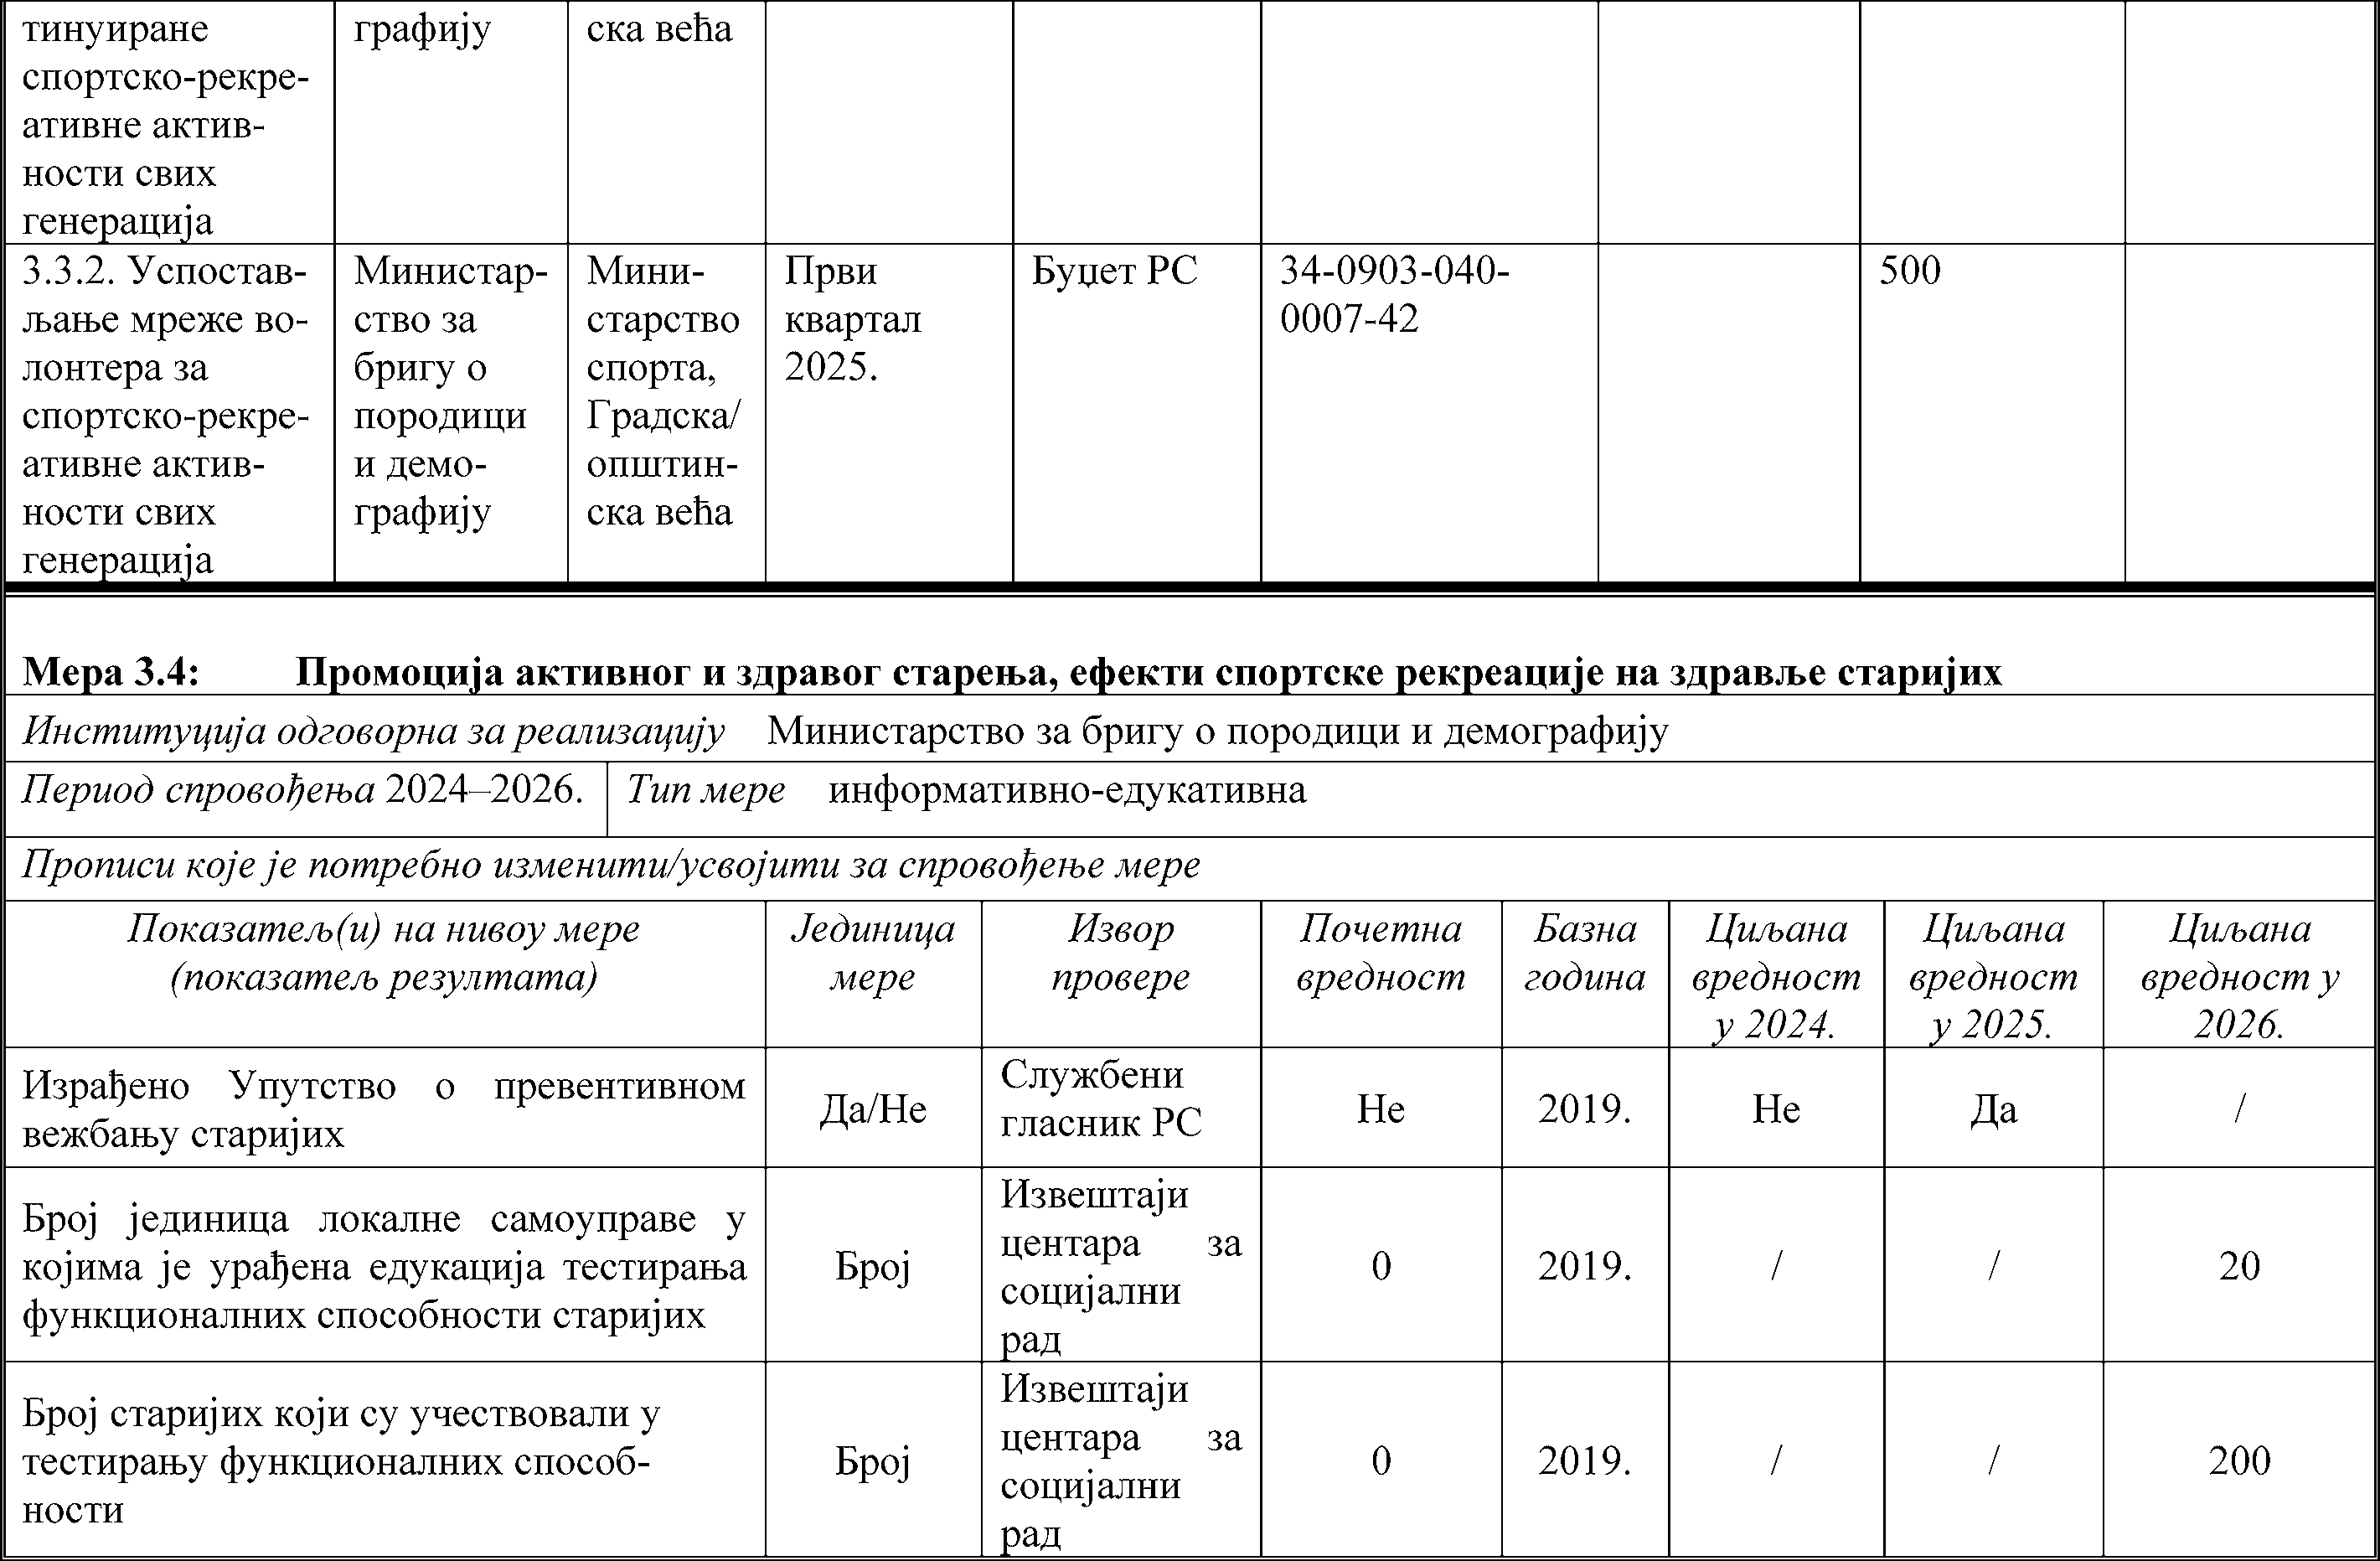 тинуиране
спортско-рекре-
ативне актив-
ности свих
генерација
графију
ска већа
3.3.2. Успостав-
љање мреже во-
лонтера за
спортско-рекре-
ативне актив-
ности свих
генерација
Министар-
ство за
бригу о
породици
и демо-
графију
Мини-
старство
спорта,
Градска/
општин-
ска већа
Први
квартал
2025.
Буџет РС
34-0903-040-
0007-42
500
Мера 3.4: Промоција активног и здравог старења, ефекти спортске рекреације на здравље старијих
Институција одговорна за реализацију Министарство за бригу о породици и демографију
Период спровођења 2024–2026.
Тип мере информативно-едукативна
Прописи које је потребно изменити/усвојити за спровођење мере
Показатељ(и) на нивоу мере
(показатељ резултата)
Јединица
мере
Извор
провере
Почетна
вредност
Базна
година
Циљана
вредност
у 2024.
Циљана
вредност
у 2025.
Циљана
вредност у
2026.
Израђено Упутство о превентивном
вежбању старијих
Да/Не
Службени
гласник РС
Не
2019.
Не
Да
/
Број јединица локалне самоуправе у
којима је урађена едукација тестирања
функционалних способности старијих
Број
Извештаји
центара за
социјални
рад
0
2019.
/
/
20
Број старијих који су учествовали у
тестирању функционалних способ-
ности
Број
Извештаји
центара за
социјални
рад
0
2019.
/
/
200